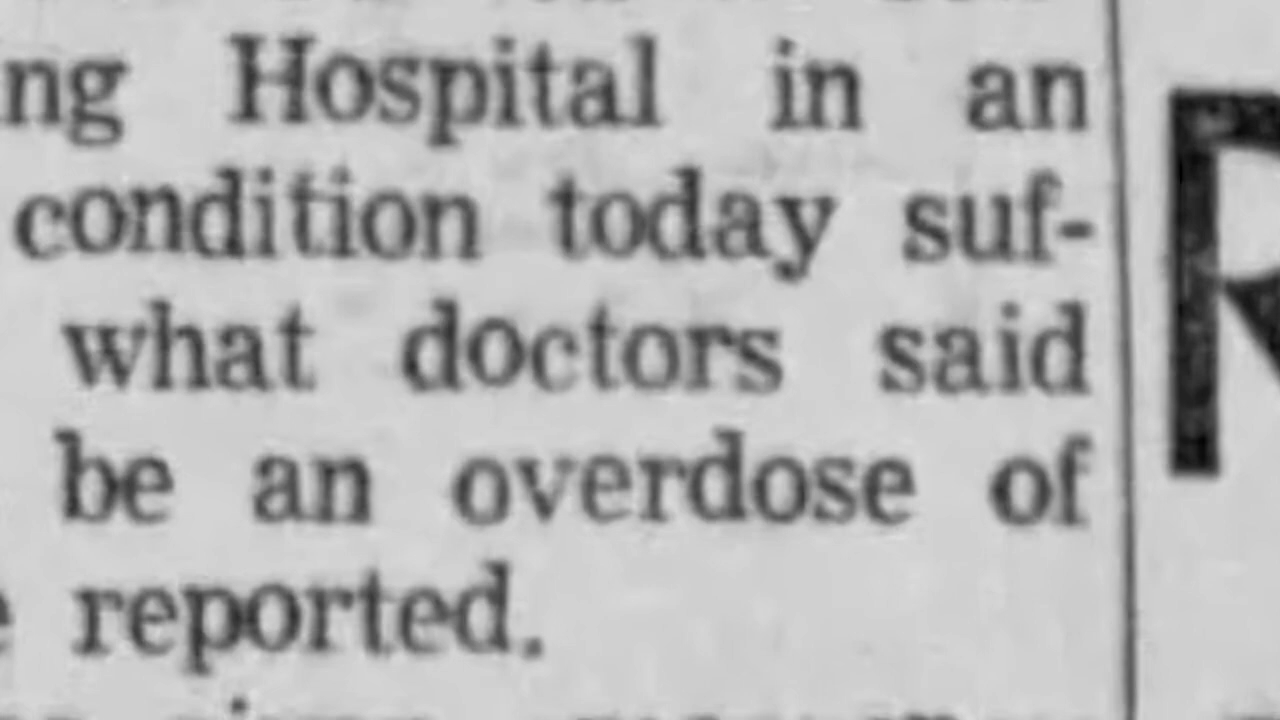 ng Hospital in an
condition today suf-
what doctors said
be an overdose of
reported.
R